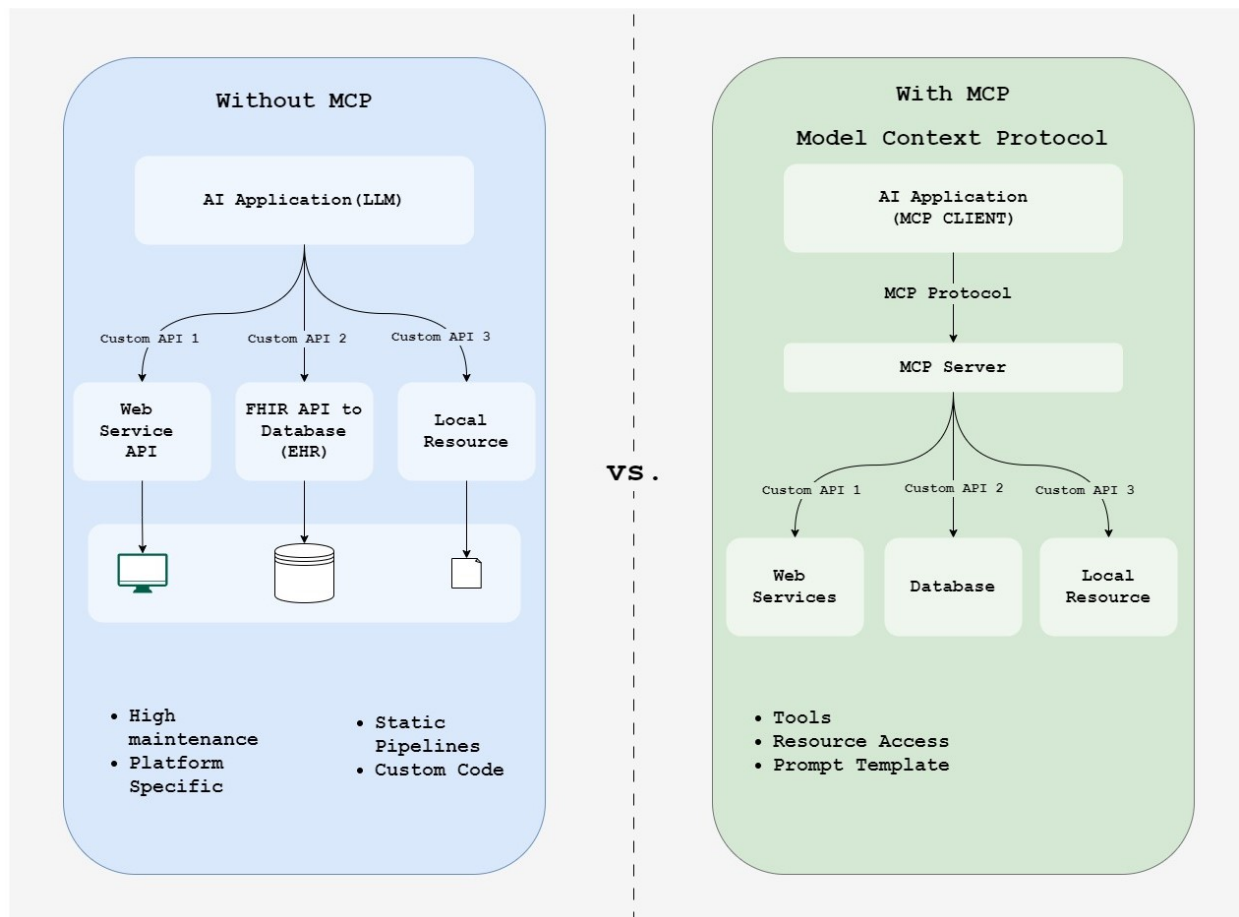 Without MCP
AI Application(LLM)
Custom API 1
Custom API 2
Custom API 3
Web
Service
API
FHIR API to
Database
(EHR)
Local
Resource
• High
maintenance
• Platform
Specific
• Static
Pipelines
• Custom Code
vs.
With MCP
Model Context Protocol
AI Application
(MCP CLIENT)
MCP Protocol
MCP Server
Custom API 1
Custom API 2
Custom API 3
Web
Services
Database
Local
Resource
• Tools
• Resource Access
• Prompt Template